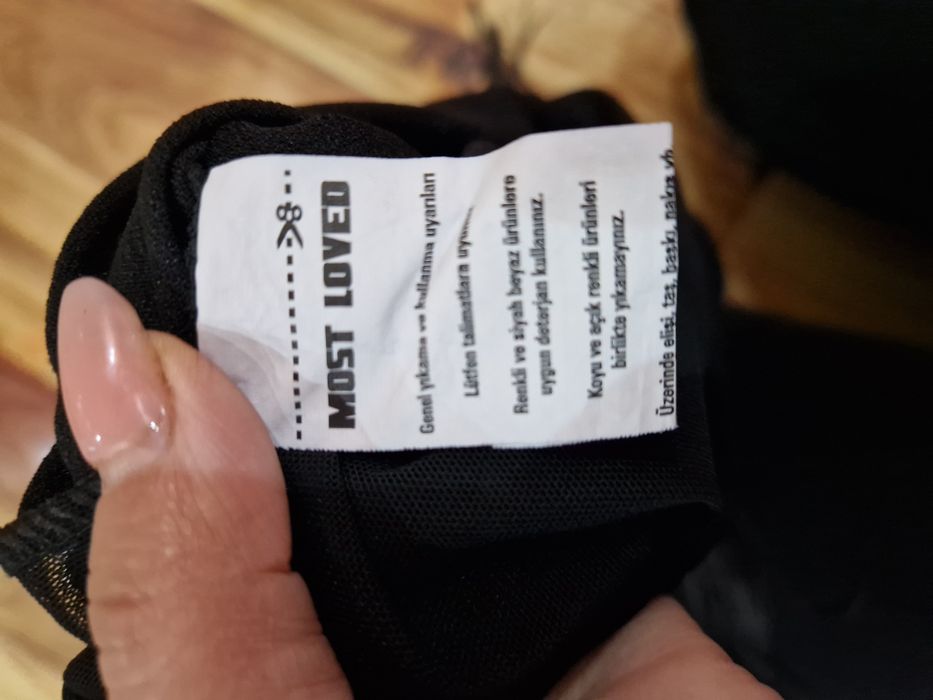 MOST LOVED
Genel yıkama ve kullanma uyarıları
Lütfen talimatlara
Renkli ve siyah beyaz ürünlere
uygun deterjan kullanınız.
Koyu ve açık renkli ürünleri
birlikte yıkamayınız.
Üzerinde elişi, taş, baskı, nakış vb